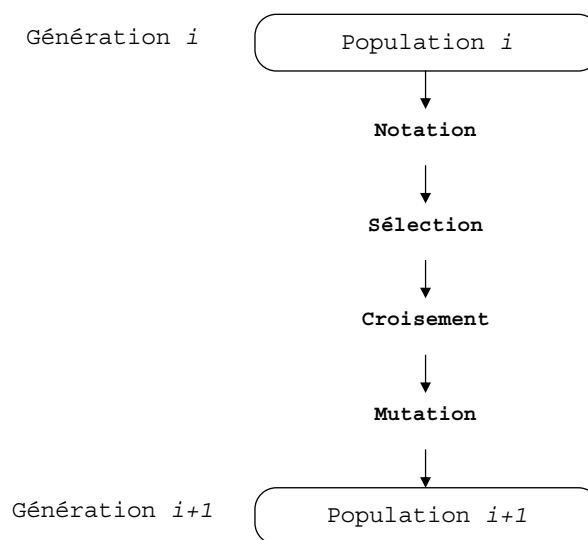 Génération i
Population i
Notation
Sélection
Croisement
Mutation
Génération i+1
Population i+1